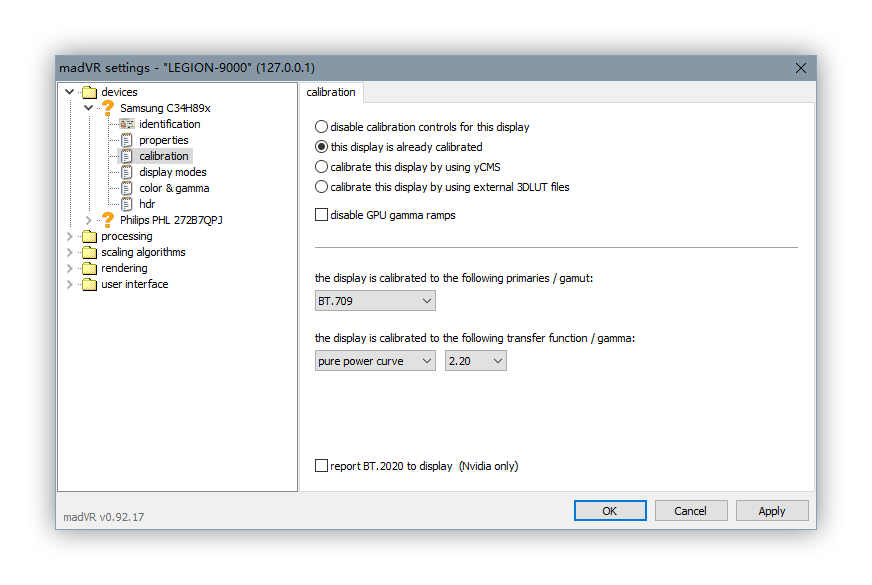 madVR settings - "LEGION-9000" (127.0.0.1)
devices
Samsung C34H89x
identification
properties
calibration
display modes
color & gamma
hdr
Philips PHL 272B7QPJ
processing
scaling algorithms
rendering
user interface
madVR v0.92.17
calibration
disable calibration controls for this display
this display is already calibrated
calibrate this display by using yCMS
calibrate this display by using external 3DLUT files
disable GPU gamma ramps
the display is calibrated to the following primaries / gamut:
BT.709
the display is calibrated to the following transfer function / gamma:
pure power curve 2.20
report BT.2020 to display (Nvidia only)
OK Cancel Apply